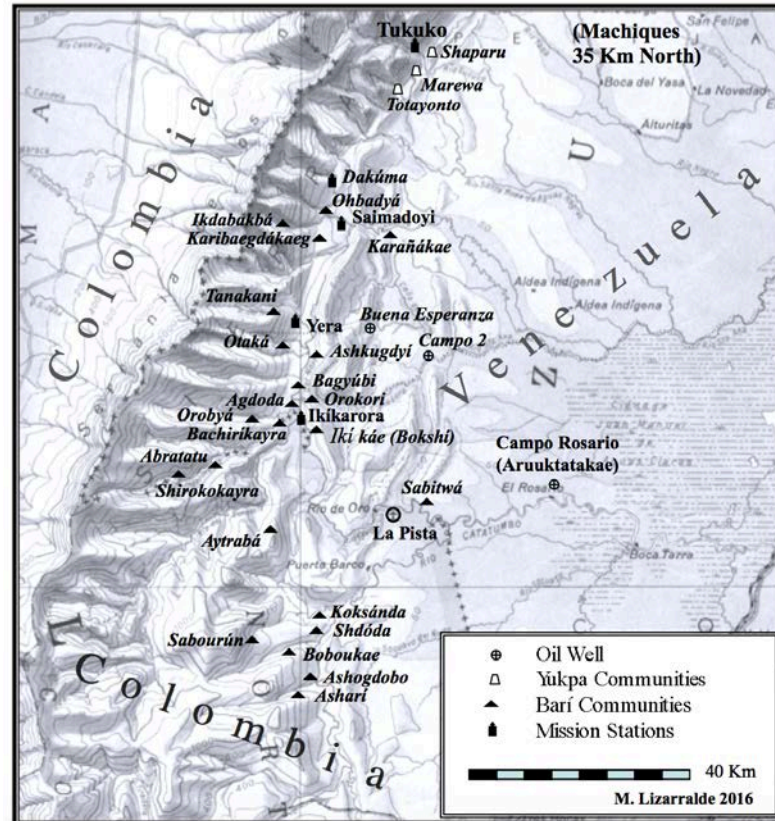 Tukuko
(Machiques
35 Km North)
Shaparu
Marewa
Totayonto
San Felipe
Boca del Yasa
La Novedad
Alturitas
Colombia
Dakúma
Ohbadyá
Ikdabakbá
Saimadoyi
Karibaegdákaeg
Karañákae
Venezuela
Aldea Indígena
Aldea Indígena
Tanakani
Yera
Buena Esperanza
Otaká
Ashkugdyí
Campo 2
Bagyúbi
Agdoda
Orokori
Orobyá
Ikíkarora
Bachirikayra
Ikí káe (Bokshí)
Abratatu
Shirokokayra
Campo Rosario
(Aruuktatakae)
El Rosario
Sabitwá
Río de Oro
La Pista
CATATUMBO
Aytrabá
Boca Tarra
Puerto Barco
Koksánda
Shdóda
Sabourún
Boboukae
Ashogdobo
Asharí
Colombia
Oil Well
Yukpa Communities
Barí Communities
Mission Stations
40 Km
M. Lizarralde 2016